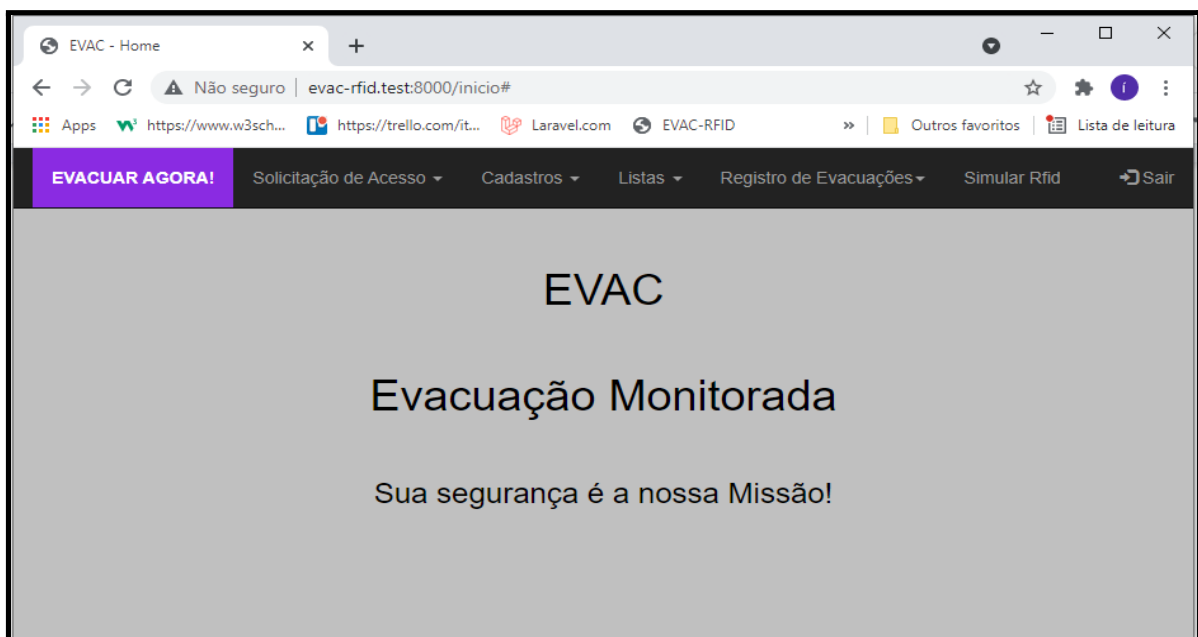 EVAC - Home
Não seguro | evac-rfid.test:8000/inicio#
Apps https://www.w3sch... https://trello.com/it... Laravel.com EVAC-RFID » Outros favoritos Lista de leitura
EVACUAR AGORA! Solicitação de Acesso Cadastros Listas Registro de Evacuações Simular Rfid Sair
EVAC
Evacuação Monitorada
Sua segurança é a nossa Missão!